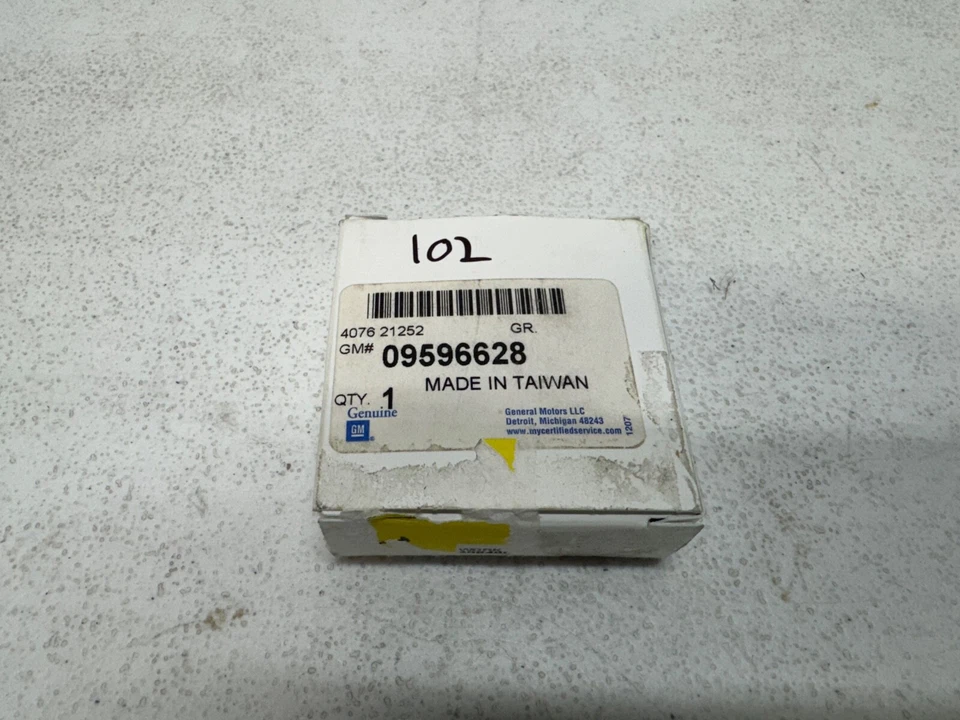 102
4076 21252 GR.
GM# 09596628
MADE IN TAIWAN
QTY. 1
Genuine
GM
General Motors LLC
Detroit, Michigan 48243
www.mycertifiedservice.com
1207